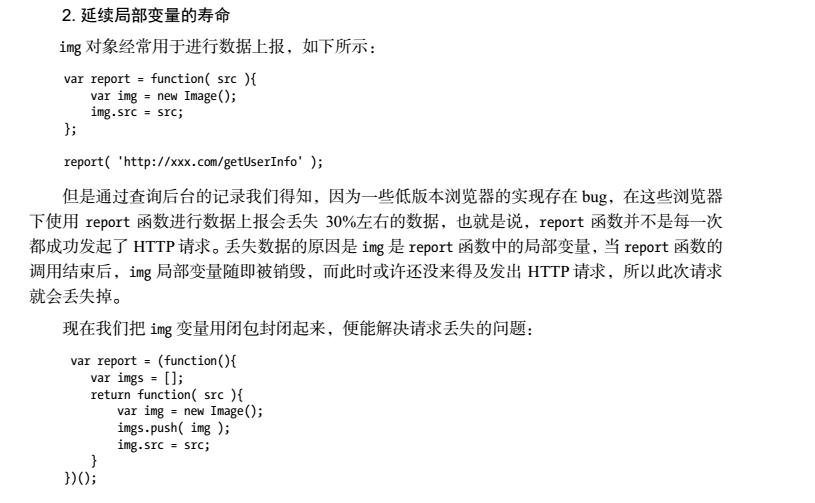 2. 延续局部变量的寿命
img 对象经常用于进行数据上报，如下所示：
var report = function( src ){
    var img = new Image();
    img.src = src;
};
report( 'http://xxx.com/getUserInfo' );
但是通过查询后台的记录我们得知，因为一些低版本浏览器的实现存在 bug，在这些浏览器
下使用 report 函数进行数据上报会丢失 30%左右的数据，也就是说，report 函数并不是每一次
都成功发起了 HTTP 请求。丢失数据的原因是 img 是 report 函数中的局部变量，当 report 函数的
调用结束后，img 局部变量随即被销毁，而此时或许还没来得及发出 HTTP 请求，所以此次请求
就会丢失掉。
现在我们把 img 变量用闭包封闭起来，便能解决请求丢失的问题：
var report = (function(){
    var imgs = [];
    return function( src ){
        var img = new Image();
        imgs.push( img );
        img.src = src;
    }
})();